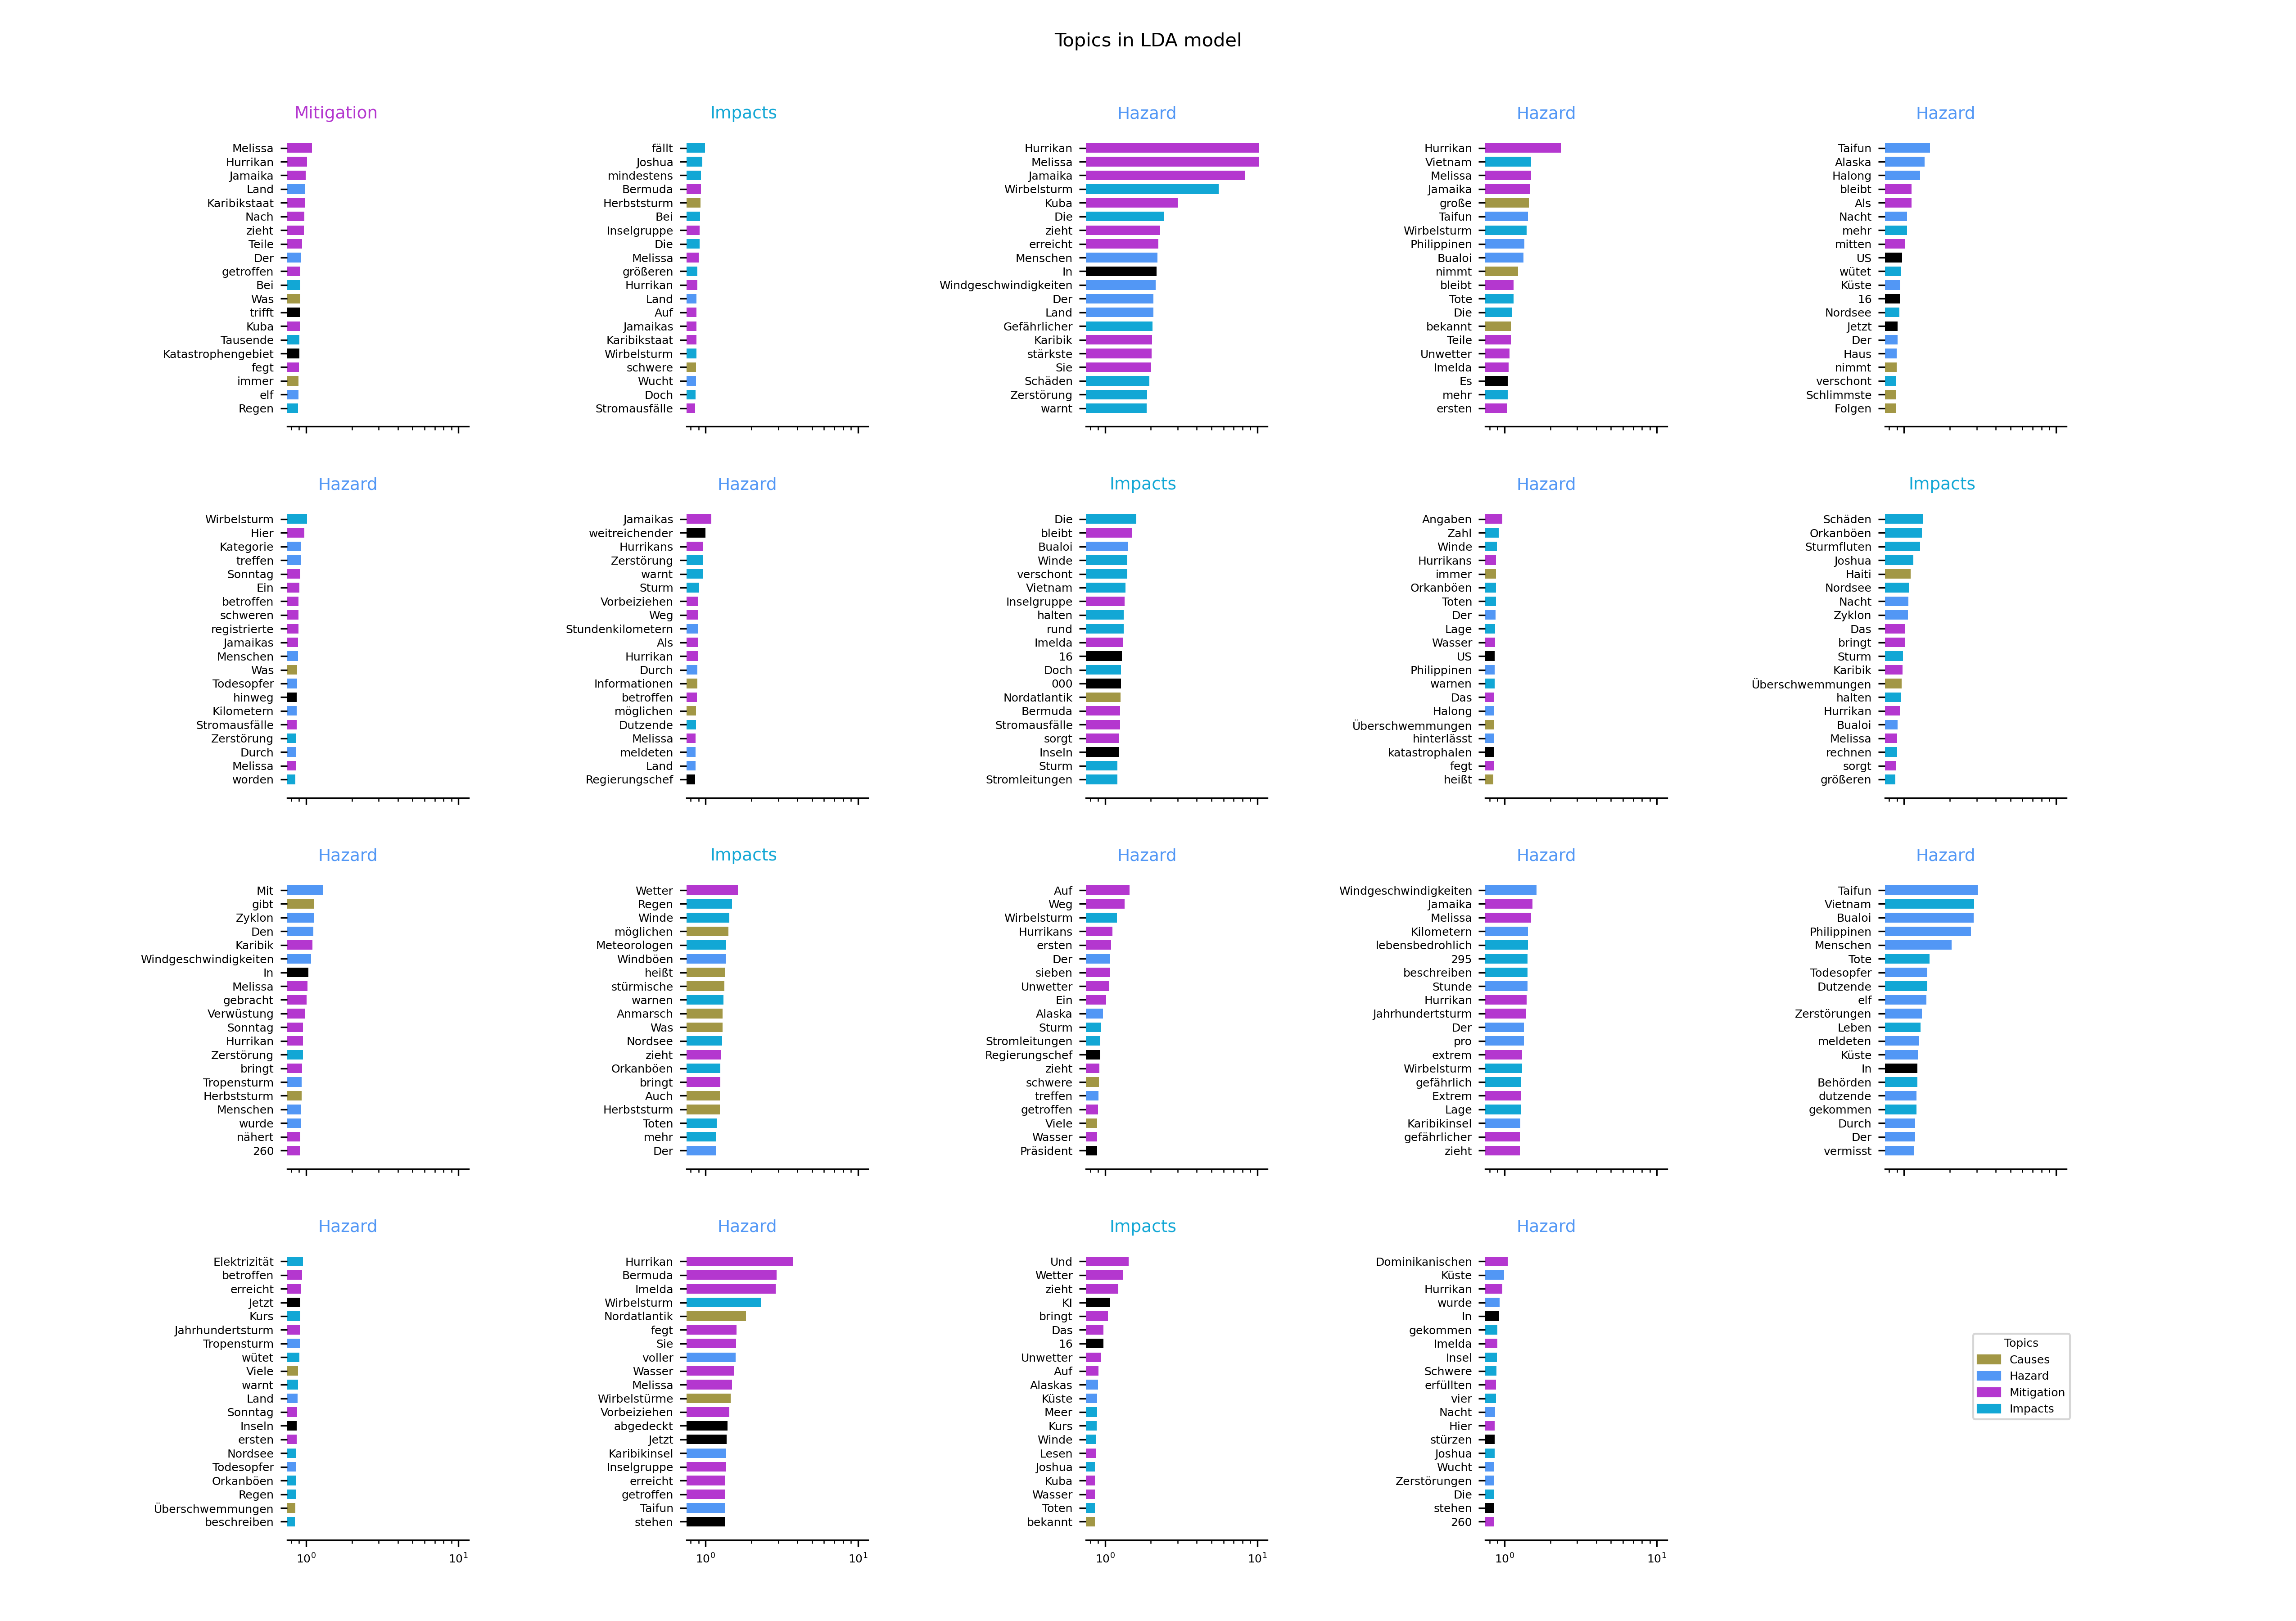 Topics in LDA model
Mitigation
Melissa
Hurrikan
Jamaika
Land
Karibikstaat
Nach
zieht
Teile
Der
getroffen
Bei
Was
trifft
Kuba
Tausende
Katastrophengebiet
fegt
immer
elf
Regen
Impacts
fällt
Joshua
mindestens
Bermuda
Herbststurm
Bei
Inselgruppe
Die
Melissa
größeren
Hurrikan
Land
Auf
Jamaikas
Karibikstaat
Wirbelsturm
schwere
Wucht
Doch
Stromausfälle
Hazard
Hurrikan
Melissa
Jamaika
Wirbelsturm
Kuba
Die
zieht
erreicht
Menschen
In
Windgeschwindigkeiten
Der
Land
Gefährlicher
Karibik
stärkste
Sie
Schäden
Zerstörung
warnt
Hazard
Hurrikan
Vietnam
Melissa
Jamaika
große
Taifun
Wirbelsturm
Philippinen
Bualoi
nimmt
bleibt
Tote
Die
bekannt
Teile
Unwetter
Imelda
Es
mehr
ersten
Hazard
Taifun
Alaska
Halong
bleibt
Als
Nacht
mehr
mitten
US
wütet
Küste
16
Nordsee
Jetzt
Der
Haus
nimmt
verschont
Schlimmste
Folgen
Hazard
Wirbelsturm
Hier
Kategorie
treffen
Sonntag
Ein
betroffen
schweren
registrierte
Jamaikas
Menschen
Was
Todesopfer
hinweg
Kilometern
Stromausfälle
Zerstörung
Durch
Melissa
worden
Hazard
Jamaikas
weitreichender
Hurrikans
Zerstörung
warnt
Sturm
Vorbeiziehen
Weg
Stundenkilometern
Als
Hurrikan
Durch
Informationen
betroffen
möglichen
Dutzende
Melissa
meldeten
Land
Regierungschef
Impacts
Die
bleibt
Bualoi
Winde
verschont
Vietnam
Inselgruppe
halten
rund
Imelda
16
Doch
000
Nordatlantik
Bermuda
Stromausfälle
sorgt
Inseln
Sturm
Stromleitungen
Hazard
Angaben
Zahl
Winde
Hurrikans
immer
Orkanböen
Toten
Der
Lage
Wasser
US
Philippinen
warnen
Das
Halong
Überschwemmungen
hinterlässt
katastrophalen
fegt
heißt
Impacts
Schäden
Orkanböen
Sturmfluten
Joshua
Haiti
Nordsee
Nacht
Zyklon
Das
bringt
Sturm
Karibik
Überschwemmungen
halten
Hurrikan
Bualoi
Melissa
rechnen
sorgt
größeren
Hazard
Mit
gibt
Zyklon
Den
Karibik
Windgeschwindigkeiten
In
Melissa
gebracht
Verwüstung
Sonntag
Hurrikan
Zerstörung
bringt
Tropensturm
Herbststurm
Menschen
wurde
nähert
260
Impacts
Wetter
Regen
Winde
möglichen
Meteorologen
Windböen
heißt
stürmische
warnen
Anmarsch
Was
Nordsee
zieht
Orkanböen
bringt
Auch
Herbststurm
Toten
mehr
Der
Hazard
Auf
Weg
Wirbelsturm
Hurrikans
ersten
Der
sieben
Unwetter
Ein
Alaska
Sturm
Stromleitungen
Regierungschef
zieht
schwere
treffen
getroffen
Viele
Wasser
Präsident
Hazard
Windgeschwindigkeiten
Jamaika
Melissa
Kilometern
lebensbedrohlich
295
beschreiben
Stunde
Hurrikan
Jahrhundertsturm
Der
pro
extrem
Wirbelsturm
gefährlich
Extrem
Lage
Karibikinsel
gefährlicher
zieht
Hazard
Taifun
Vietnam
Bualoi
Philippinen
Menschen
Tote
Todesopfer
Dutzende
elf
Zerstörungen
Leben
meldeten
Küste
In
Behörden
dutzende
gekommen
Durch
Der
vermisst
Hazard
Elektrizität
betroffen
erreicht
Jetzt
Kurs
Jahrhundertsturm
Tropensturm
wütet
Viele
warnt
Land
Sonntag
Inseln
ersten
Nordsee
Todesopfer
Orkanböen
Regen
Überschwemmungen
beschreiben
10⁰ 10¹
Hazard
Hurrikan
Bermuda
Imelda
Wirbelsturm
Nordatlantik
fegt
Sie
voller
Wasser
Melissa
Wirbelstürme
Vorbeiziehen
abgedeckt
Jetzt
Karibikinsel
Inselgruppe
erreicht
getroffen
Taifun
stehen
10⁰ 10¹
Impacts
Und
Wetter
zieht
KI
bringt
Das
16
Unwetter
Auf
Alaskas
Küste
Meer
Kurs
Winde
Lesen
Joshua
Kuba
Wasser
Toten
bekannt
10⁰ 10¹
Hazard
Dominikanischen
Küste
Hurrikan
wurde
In
gekommen
Imelda
Insel
Schwere
erfüllten
vier
Nacht
Hier
stürzen
Joshua
Wucht
Zerstörungen
Die
stehen
260
10⁰ 10¹
Topics
Causes
Hazard
Mitigation
Impacts